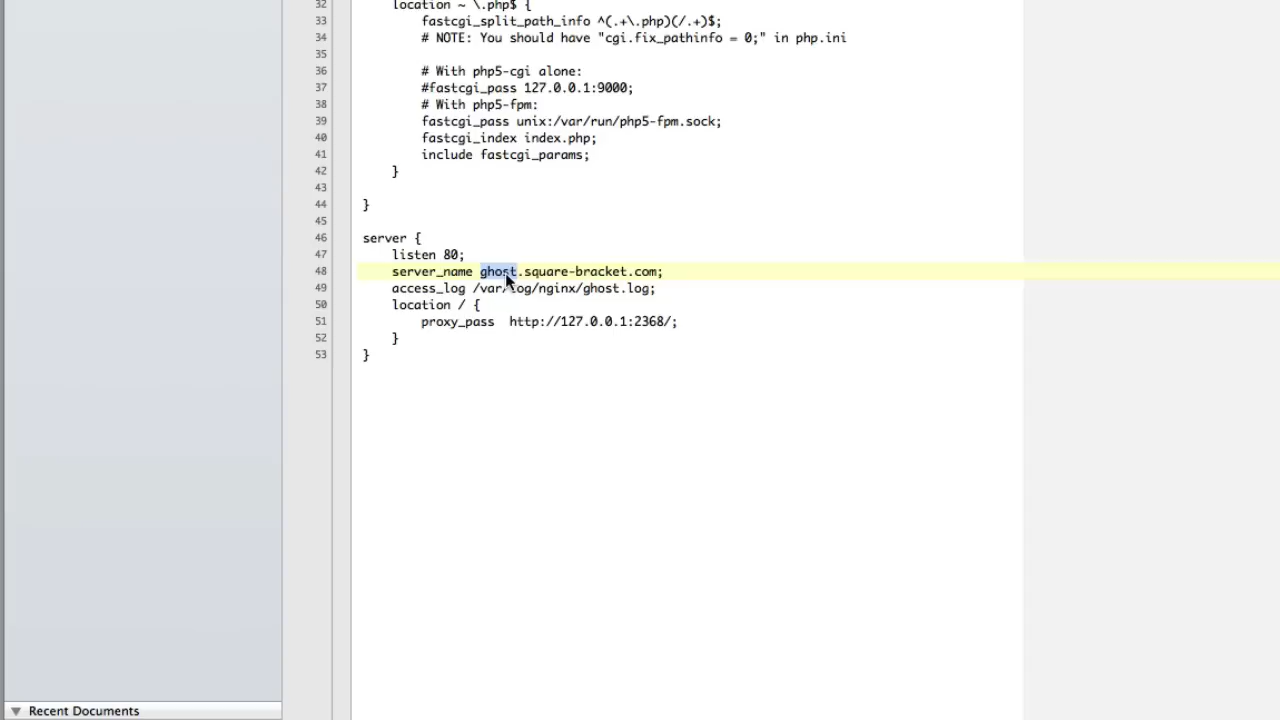 32 location ~ \.php$ {
33 fastcgi_split_path_info ^(.+\.php)(/.+)$;
34 # NOTE: You should have "cgi.fix_pathinfo = 0;" in php.ini
35
36 # With php5-cgi alone:
37 #fastcgi_pass 127.0.0.1:9000;
38 # With php5-fpm:
39 fastcgi_pass unix:/var/run/php5-fpm.sock;
40 fastcgi_index index.php;
41 include fastcgi_params;
42 }
43
44 }
45
46 server {
47 listen 80;
48 server_name ghost.square-bracket.com;
49 access_log /var/log/nginx/ghost.log;
50 location / {
51 proxy_pass  http://127.0.0.1:2368/;
52 }
53 }
Recent Documents